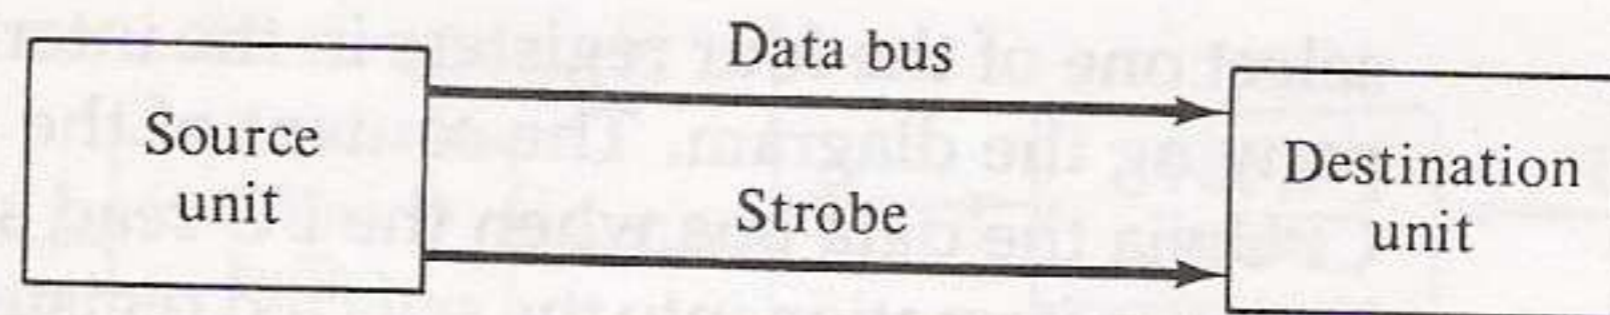 Data bus
Source
unit
Strobe
Destination
unit